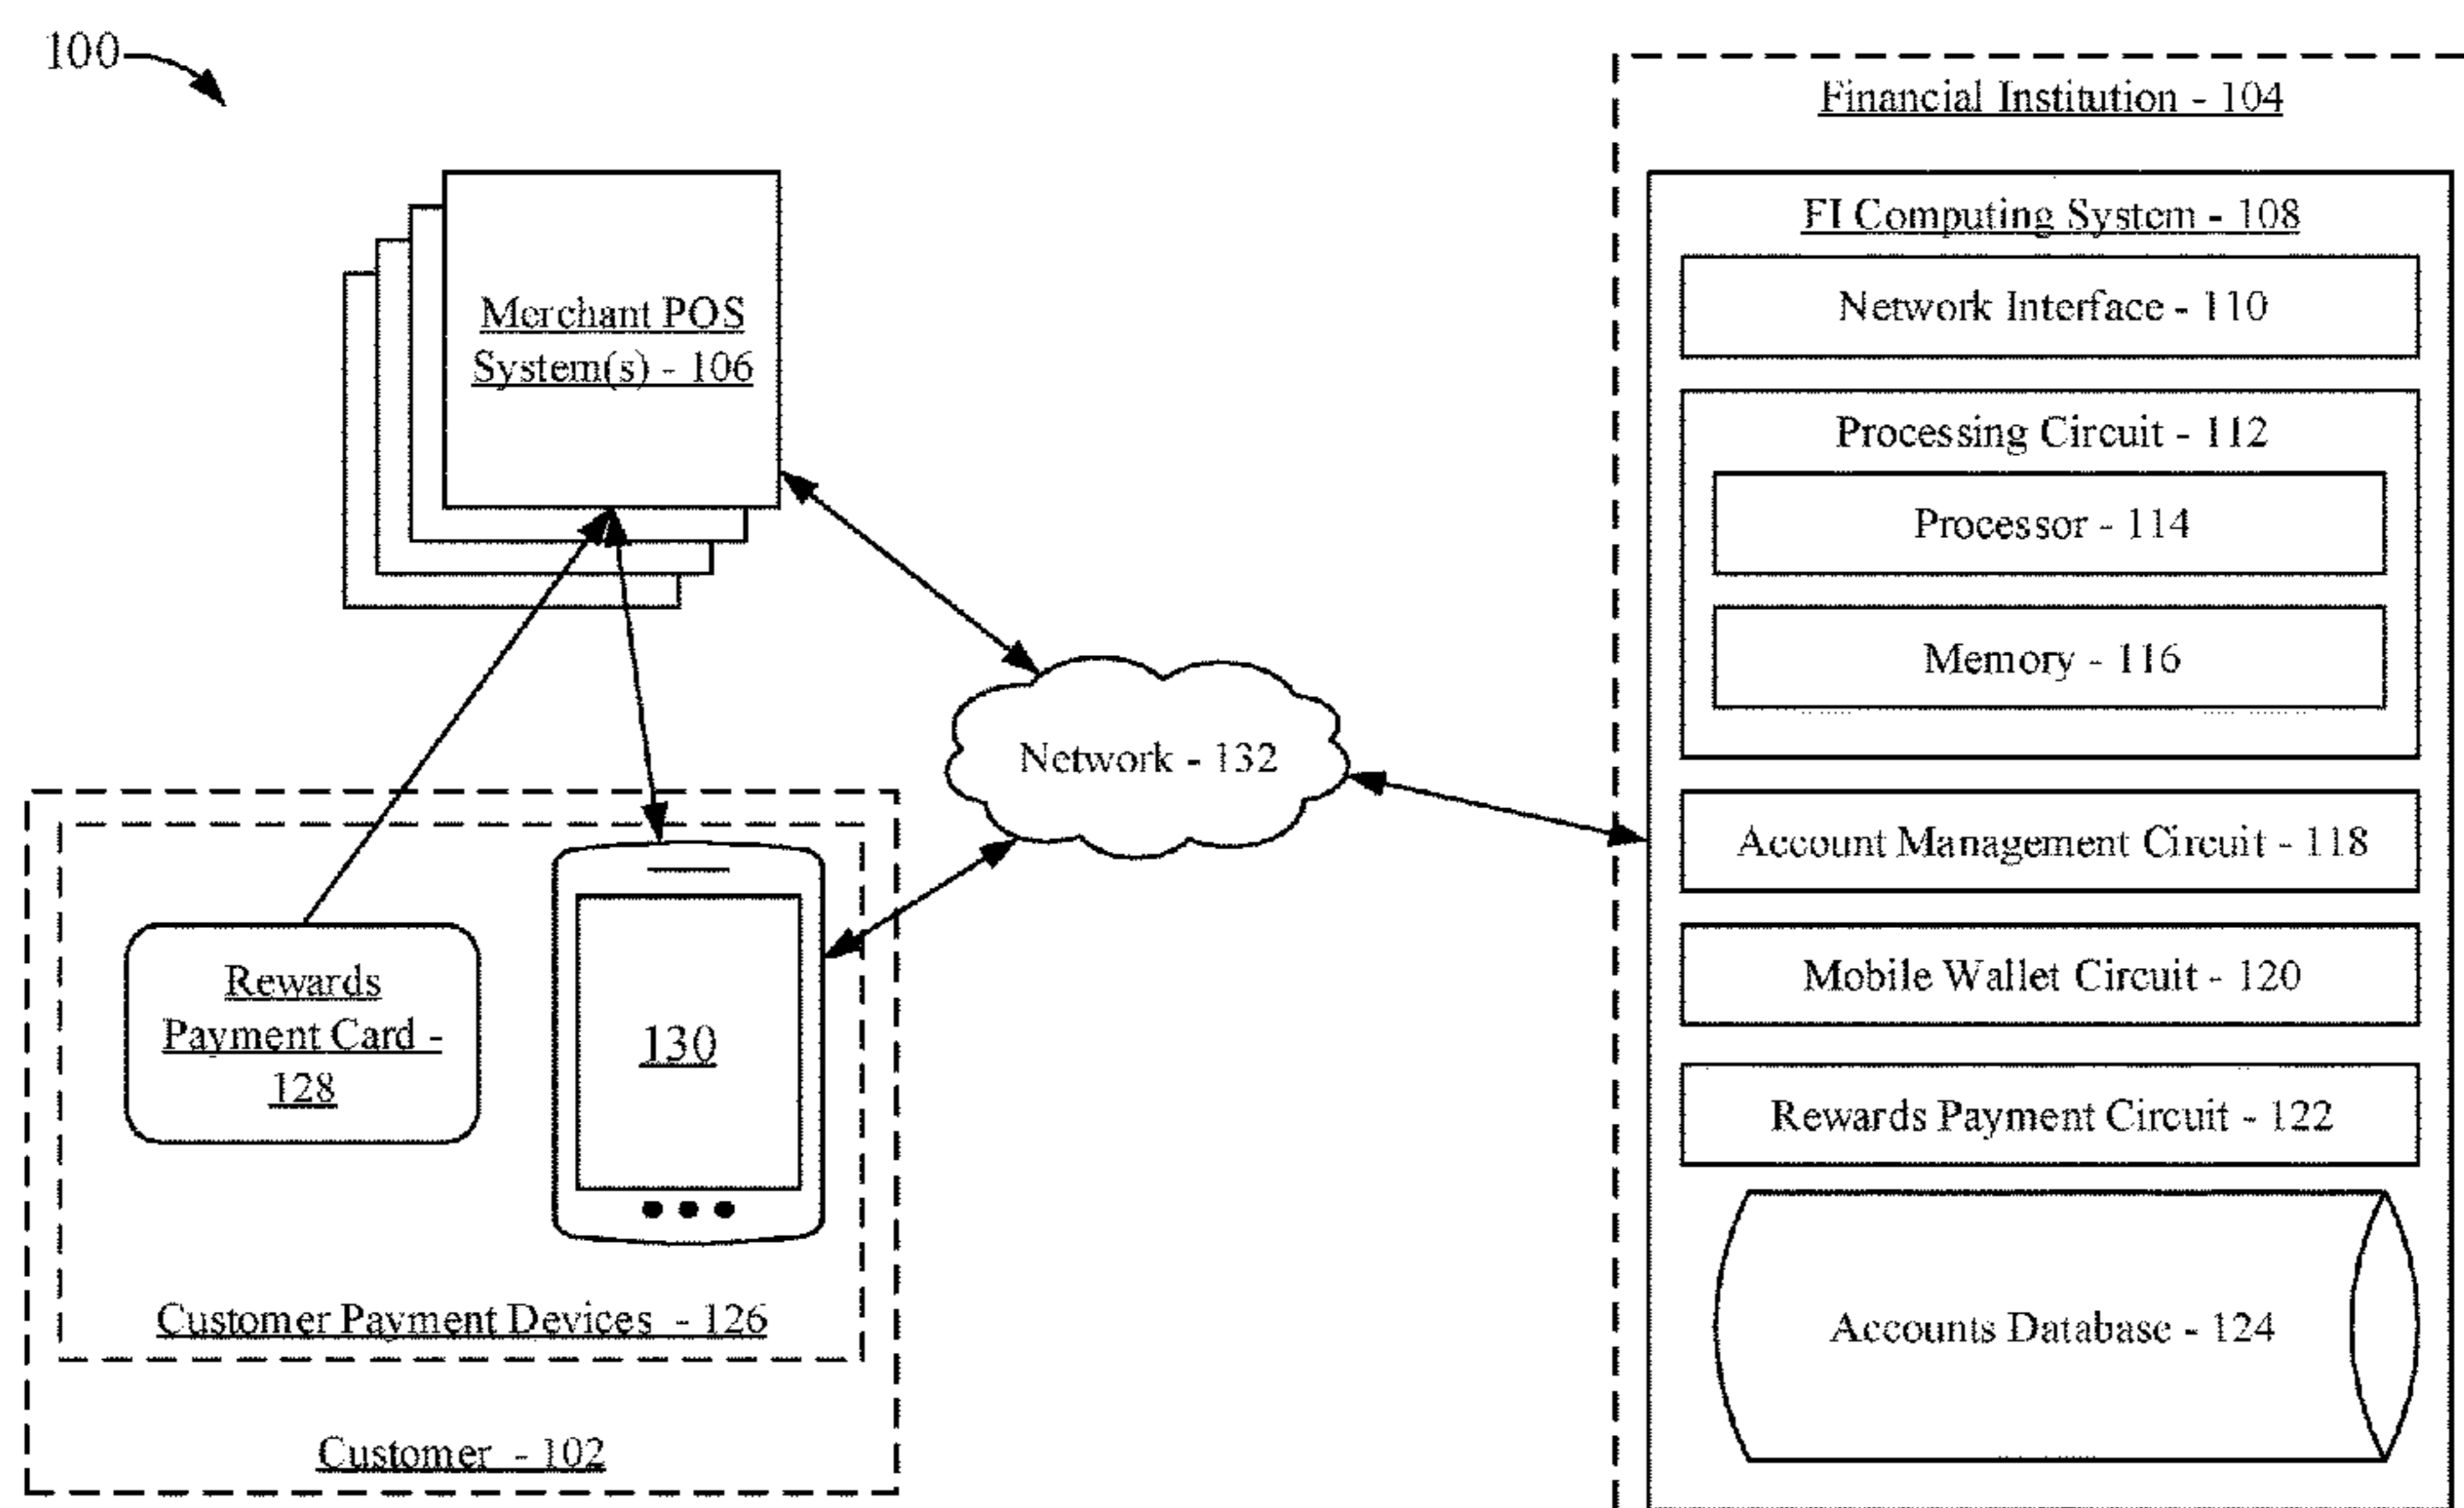 100
Financial Institution - 104
FI Computing System - 108
Network Interface - 110
Processing Circuit - 112
Processor - 114
Memory - 116
Account Management Circuit - 118
Mobile Wallet Circuit - 120
Rewards Payment Circuit - 122
Accounts Database - 124
Merchant POS
System(s) - 106
Network - 132
Rewards
Payment Card -
128
130
Customer Payment Devices - 126
Customer - 102